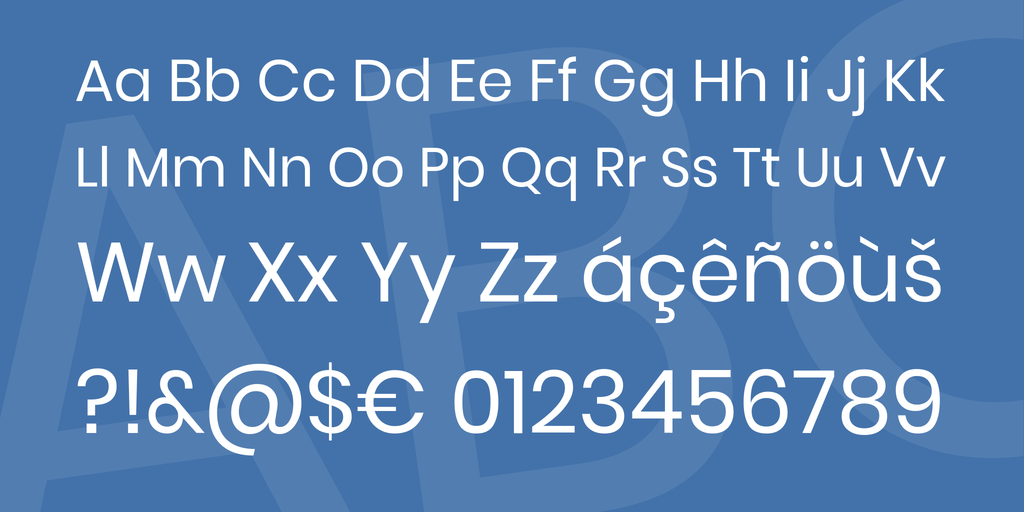 Aa Bb Cc Dd Ee Ff Gg Hh Ii Jj Kk
Ll Mm Nn Oo Pp Qq Rr Ss Tt Uu Vv
Ww Xx Yy Zz áçêñöùš
?!&@$€ 0123456789
ABC